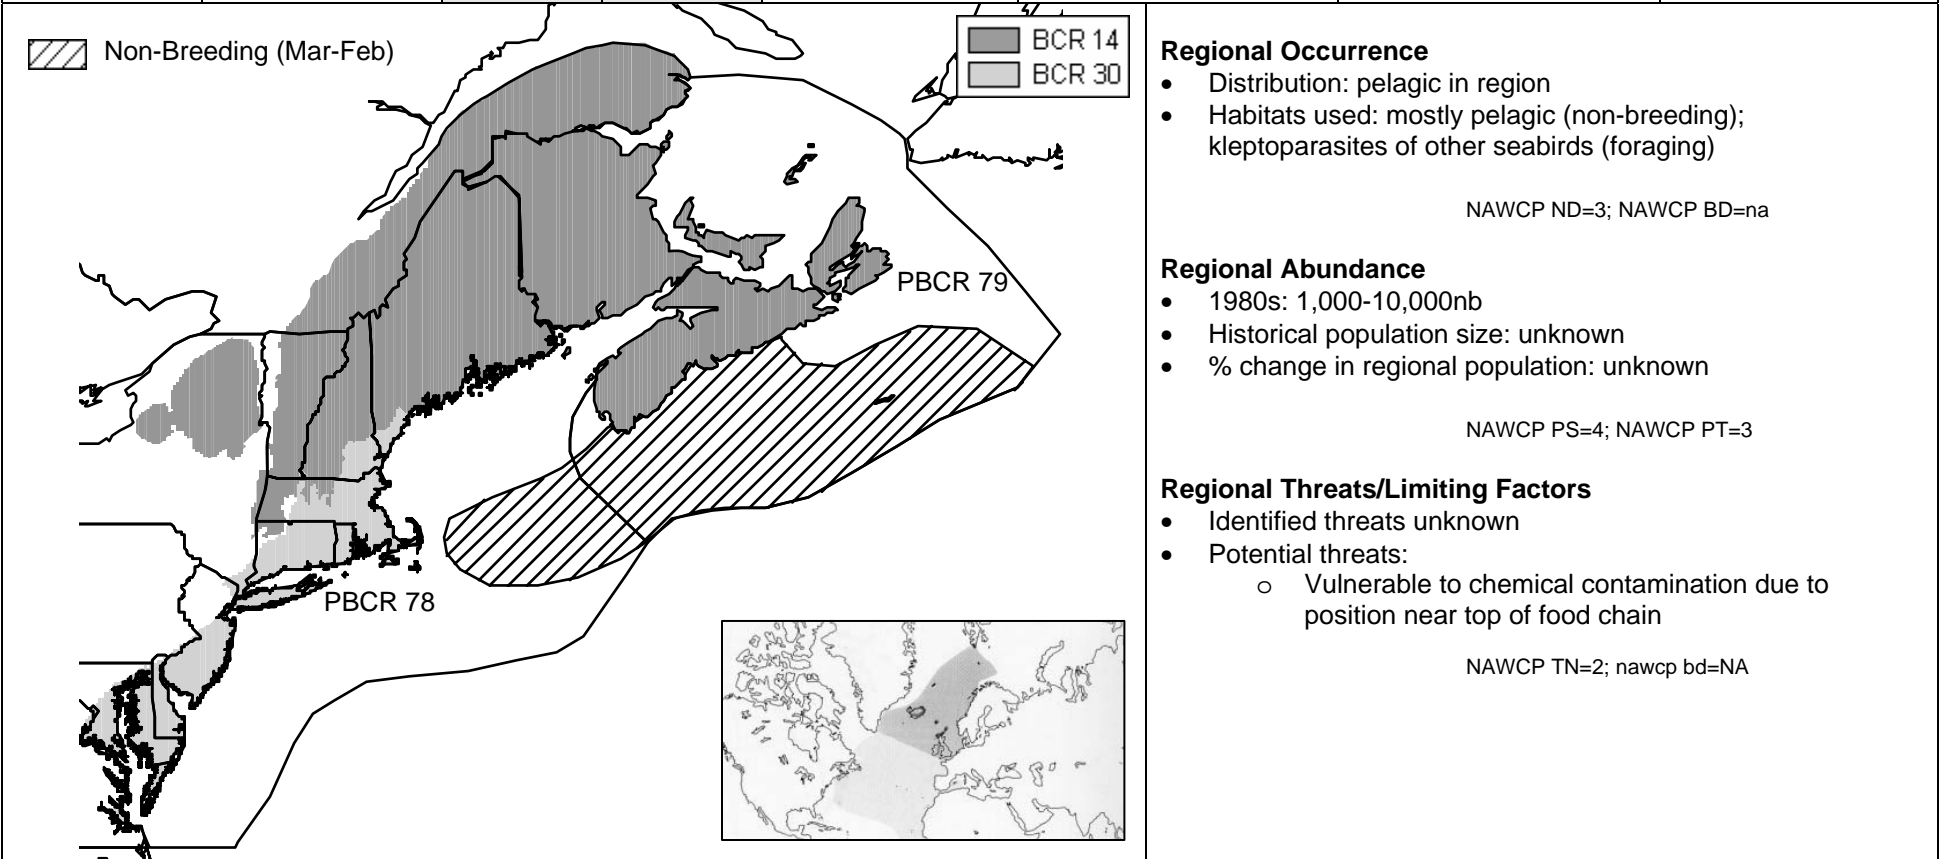 Non-Breeding (Mar-Feb)
BCR 14
BCR 30
PBCR 79
PBCR 78
Regional Occurrence
• Distribution: pelagic in region
• Habitats used: mostly pelagic (non-breeding);
kleptoparasites of other seabirds (foraging)
NAWCP ND=3; NAWCP BD=na
Regional Abundance
• 1980s: 1,000-10,000nb
• Historical population size: unknown
• % change in regional population: unknown
NAWCP PS=4; NAWCP PT=3
Regional Threats/Limiting Factors
• Identified threats unknown
• Potential threats:
o Vulnerable to chemical contamination due to
position near top of food chain
NAWCP TN=2; nawcp bd=NA